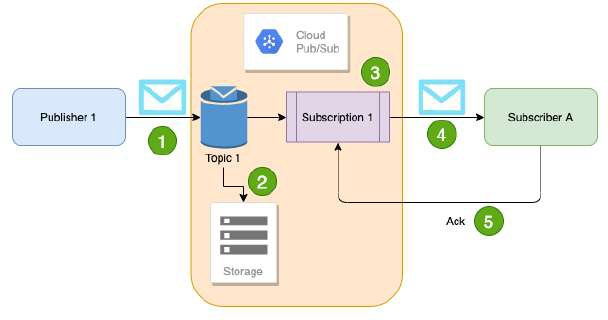 Cloud
Pub/Sub
3
Publisher 1
1
Topic 1
Subscription 1
4
Subscriber A
2
Storage
Ack
5